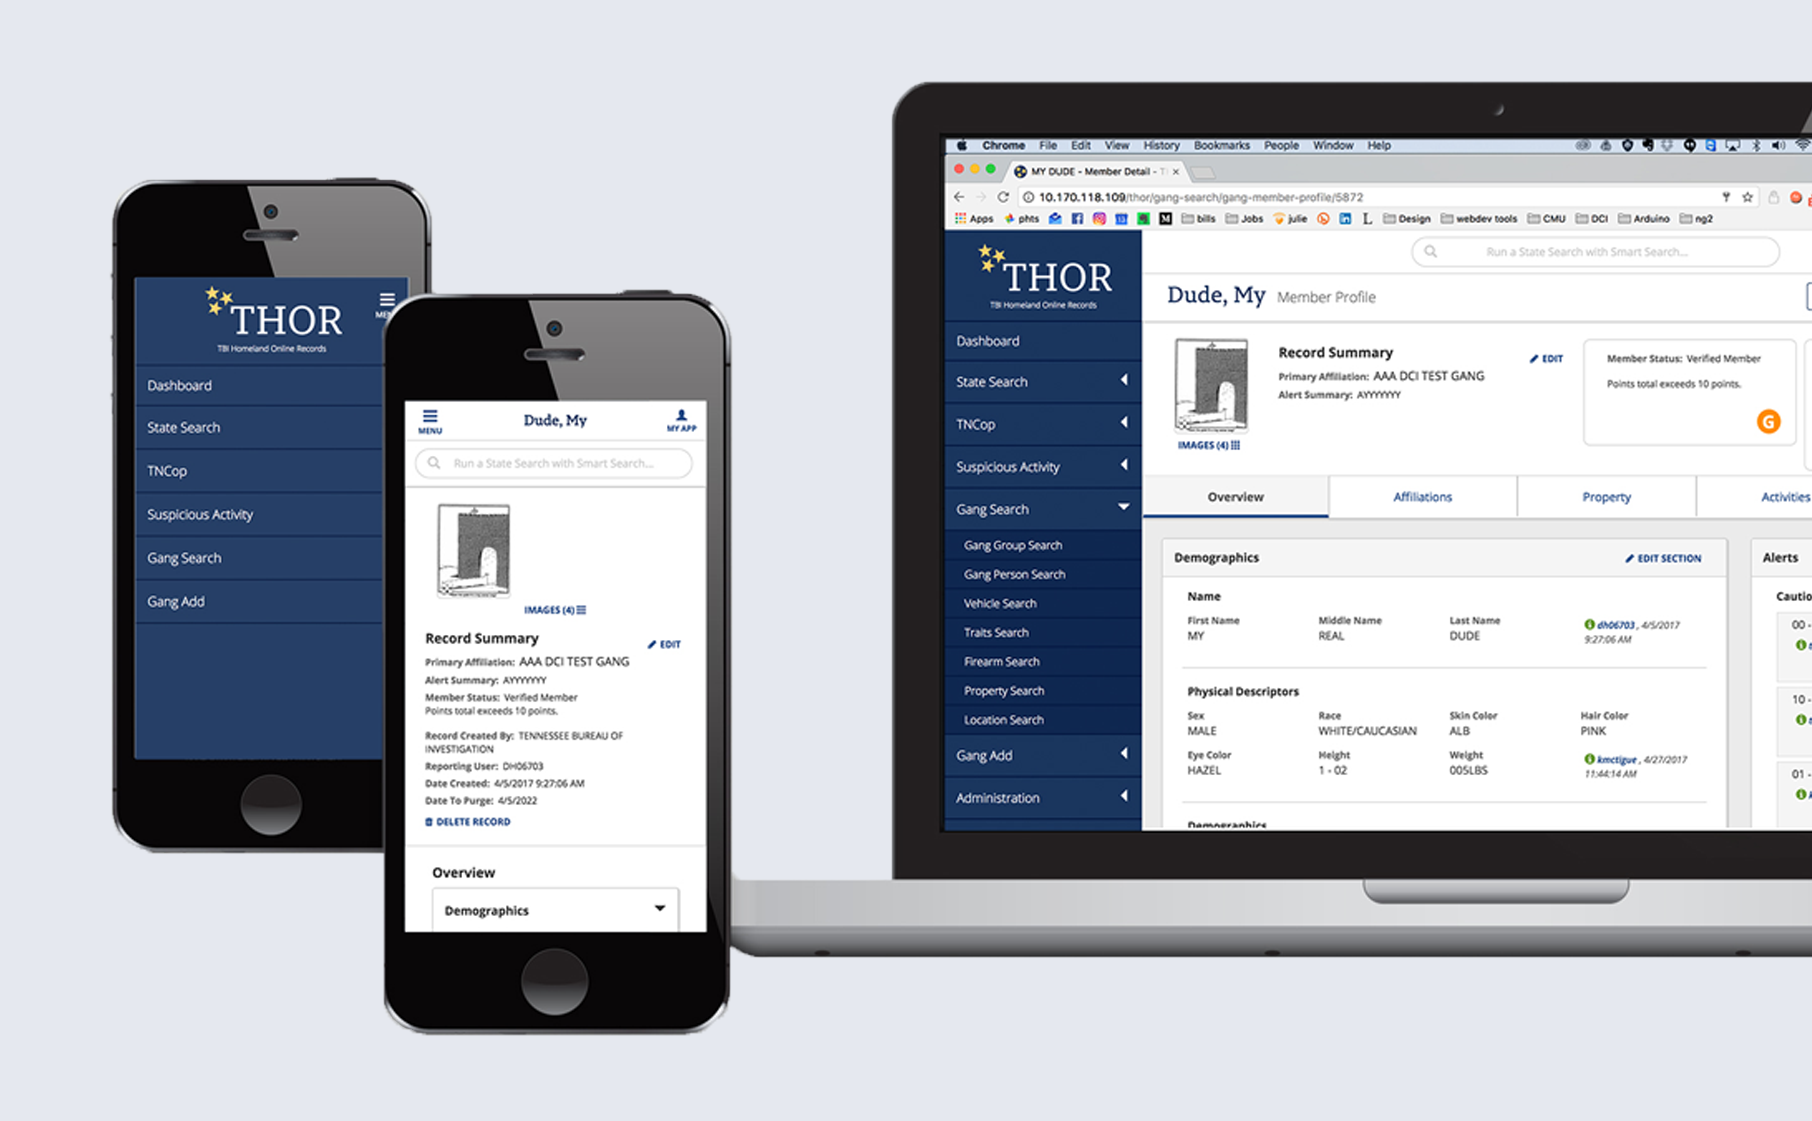 THOR
TBI Homeland Online Records
Dashboard
State Search
TNCop
Suspicious Activity
Gang Search
Gang Add
MENU
Dude, My
MY APP
Run a State Search with Smart Search...
IMAGES (4)
Record Summary
EDIT
Primary Affiliation: AAA DCI TEST GANG
Alert Summary: AYYYYYYY
Member Status: Verified Member
Points total exceeds 10 points.
Record Created By: TENNESSEE BUREAU OF
INVESTIGATION
Reporting User: DH06703
Date Created: 4/5/2017 9:27:06 AM
Date To Purge: 4/5/2022
DELETE RECORD
Overview
Demographics
Chrome File Edit View History Bookmarks People Window Help
MY DUDE - Member Detail - T
10.170.118.109/thor/gang-search/gang-member-profile/5872
Apps phts bills Jobs julie Design webdev tools CMU DCI Arduino ng2
THOR
TBI Homeland Online Records
Dashboard
State Search
TNCop
Suspicious Activity
Gang Search
Gang Group Search
Gang Person Search
Vehicle Search
Traits Search
Firearm Search
Property Search
Location Search
Gang Add
Administration
Run a State Search with Smart Search...
Dude, My Member Profile
Record Summary
EDIT
Primary Affiliation: AAA DCI TEST GANG
Alert Summary: AYYYYYYY
IMAGES (4)
Member Status: Verified Member
Points total exceeds 10 points.
G
Overview Affiliations Property Activities
Demographics
EDIT SECTION
Name
First Name Middle Name Last Name
MY REAL DUDE
dh06703, 4/5/2017
9:27:06 AM
Physical Descriptors
Sex Race Skin Color Hair Color
MALE WHITE/CAUCASIAN ALB PINK
Eye Color Height Weight
HAZEL 1 - 02 005LBS
kmctigue, 4/27/2017
11:44:14 AM
Demographics
Alerts
Cautio
00 -
10 -
01 -